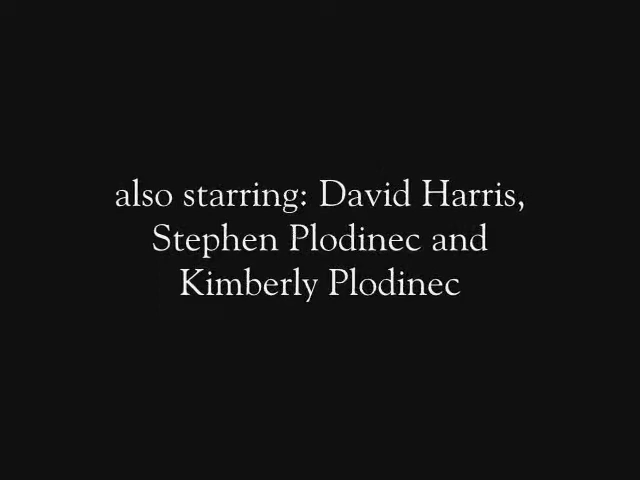 also starring: David Harris,
Stephen Plodinec and
Kimberly Plodinec